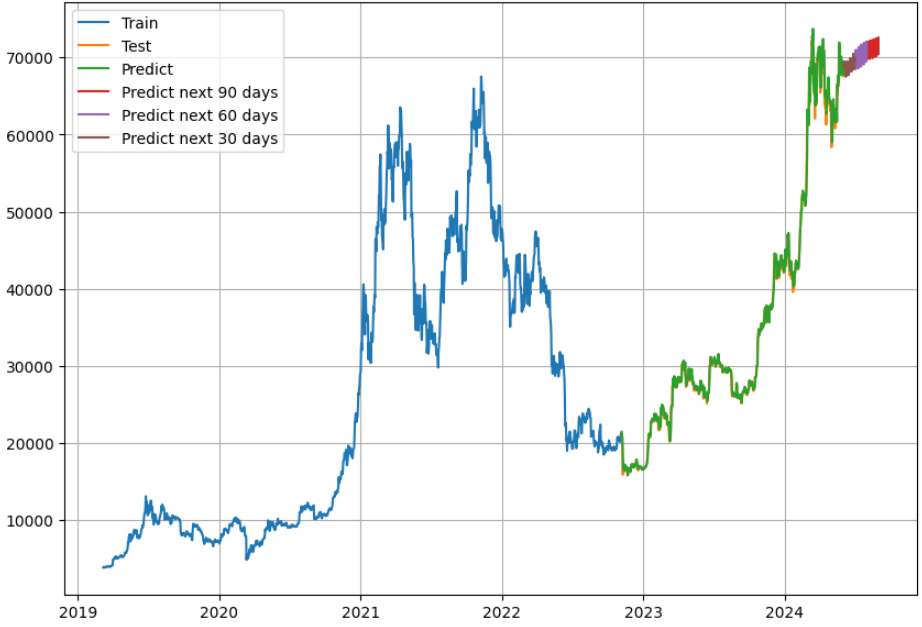 Train
Test
Predict
Predict next 90 days
Predict next 60 days
Predict next 30 days
70000
60000
50000
40000
30000
20000
10000
2019 2020 2021 2022 2023 2024